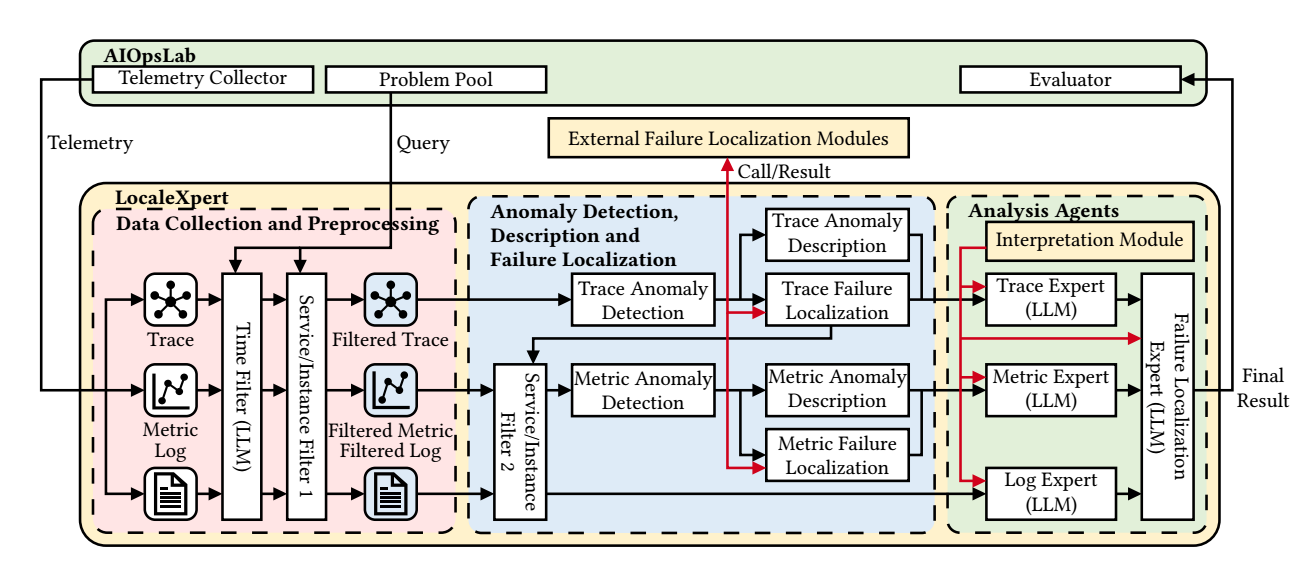 AIOpsLab
Telemetry Collector
Problem Pool
Evaluator
Telemetry
Query
External Failure Localization Modules
Call/Result
LocaleXpert
Data Collection and Preprocessing
Trace
Metric
Log
Time Filter (LLM)
Service/Instance Filter 1
Filtered Trace
Filtered Metric
Filtered Log
Anomaly Detection,
Description and
Failure Localization
Service/Instance
Filter 2
Trace Anomaly
Detection
Trace Anomaly
Description
Trace Failure
Localization
Metric Anomaly
Detection
Metric Anomaly
Description
Metric Failure
Localization
Analysis Agents
Interpretation Module
Trace Expert
(LLM)
Metric Expert
(LLM)
Log Expert
(LLM)
Failure Localization
Expert (LLM)
Final
Result